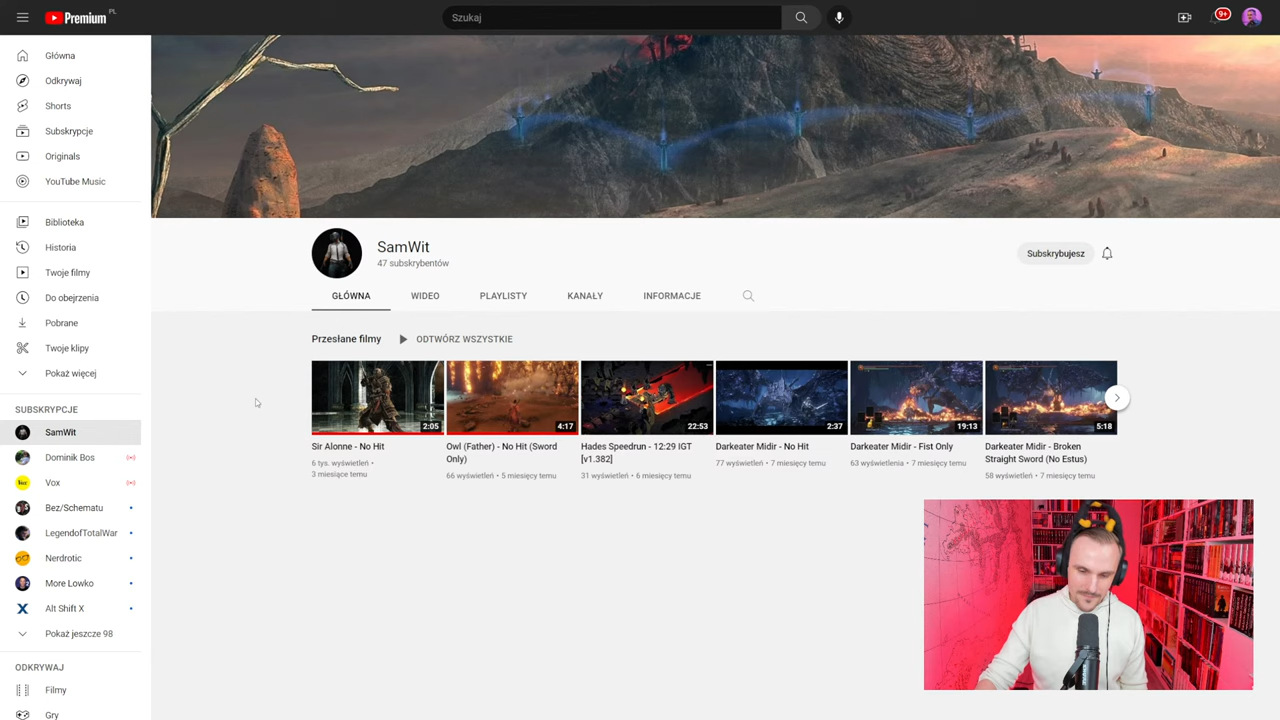 Premium PL
Szukaj
9+
Główna
Odkrywaj
Shorts
Subskrypcje
Originals
YouTube Music
Biblioteka
Historia
Twoje filmy
Do obejrzenia
Pobrane
Twoje klipy
Pokaż więcej
SUBSKRYPCJE
SamWit
Dominik Bos
Vox
Bez/Schematu
LegendofTotalWar
Nerdrotic
More Lowko
Alt Shift X
Pokaż jeszcze 98
ODKRYWAJ
Filmy
Gry
SamWit
47 subskrybentów
Subskrybujesz
GŁÓWNA WIDEO PLAYLISTY KANAŁY INFORMACJE
Przesłane filmy ODTWÓRZ WSZYSTKIE
2:05
Sir Alonne - No Hit
6 tys. wyświetleń •
3 miesiące temu
4:17
Owl (Father) - No Hit (Sword
Only)
66 wyświetleń • 5 miesięcy temu
22:53
Hades Speedrun - 12:29 IGT
[v1.382]
31 wyświetleń • 6 miesięcy temu
2:37
Darkeater Midir - No Hit
77 wyświetleń • 7 miesięcy temu
19:13
Darkeater Midir - Fist Only
63 wyświetlenia • 7 miesięcy temu
5:18
Darkeater Midir - Broken
Straight Sword (No Estus)
58 wyświetleń • 7 miesięcy temu